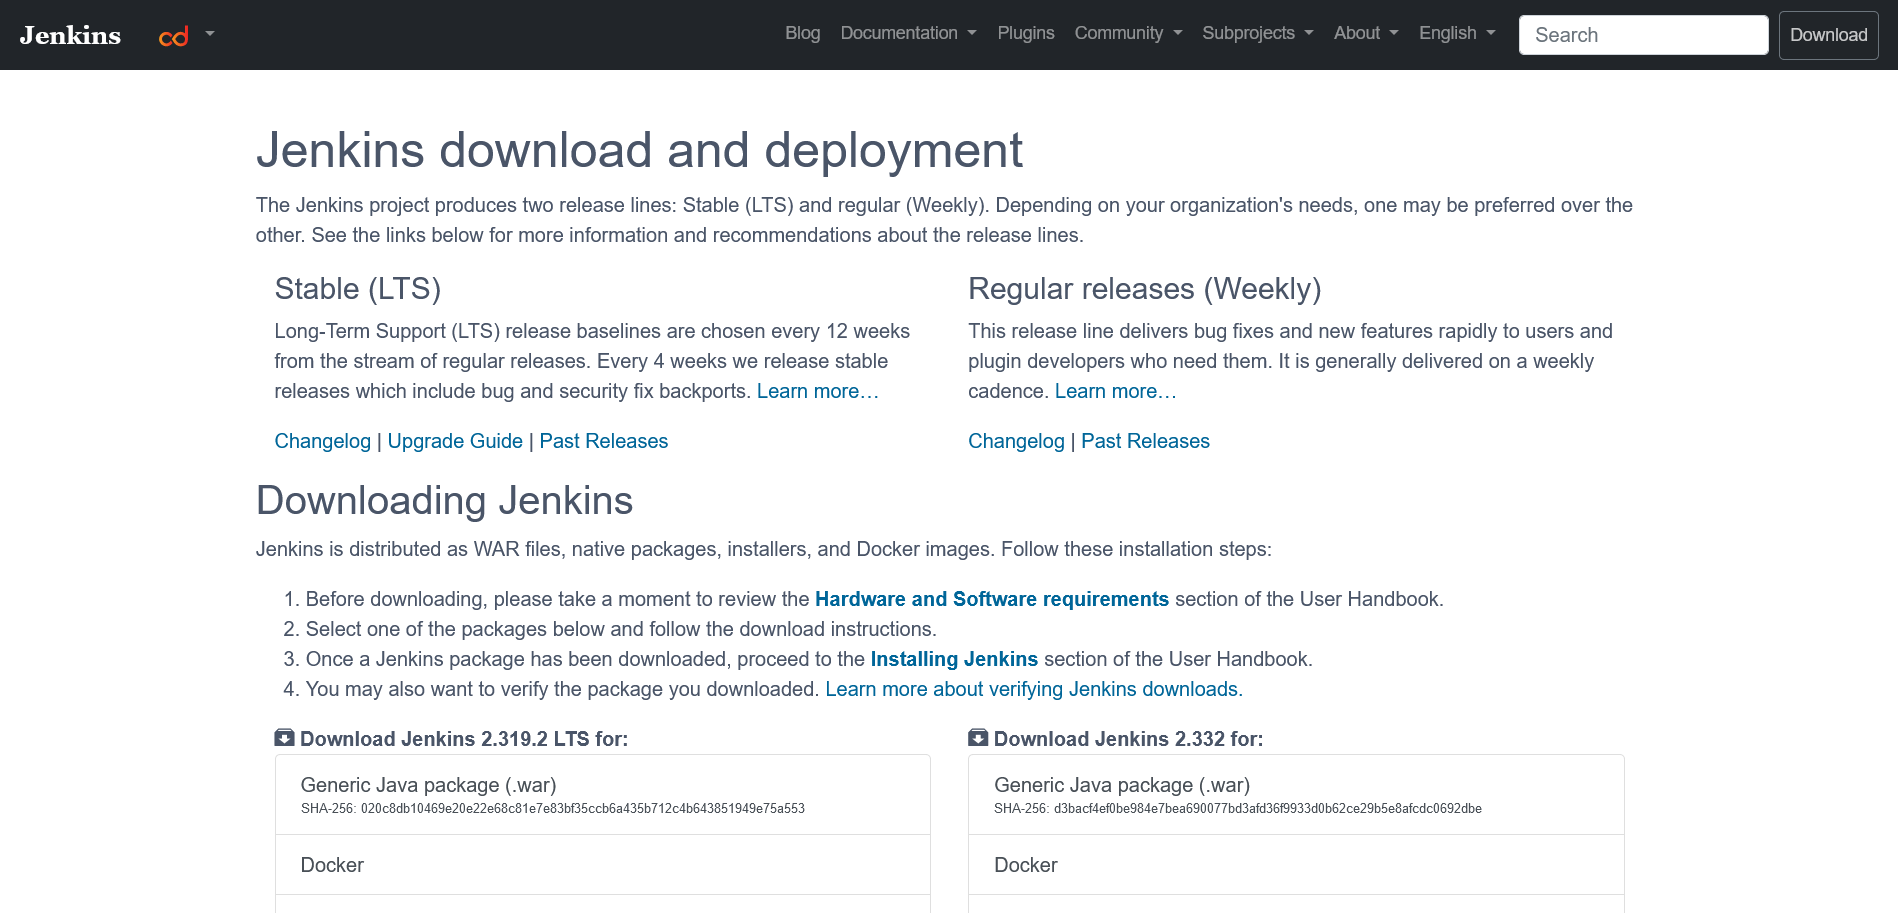 Jenkins cd Blog Documentation Plugins Community Subprojects About English Search Download
Jenkins download and deployment
The Jenkins project produces two release lines: Stable (LTS) and regular (Weekly). Depending on your organization's needs, one may be preferred over the
other. See the links below for more information and recommendations about the release lines.
Stable (LTS)
Long-Term Support (LTS) release baselines are chosen every 12 weeks
from the stream of regular releases. Every 4 weeks we release stable
releases which include bug and security fix backports. Learn more…
Changelog | Upgrade Guide | Past Releases
Regular releases (Weekly)
This release line delivers bug fixes and new features rapidly to users and
plugin developers who need them. It is generally delivered on a weekly
cadence. Learn more…
Changelog | Past Releases
Downloading Jenkins
Jenkins is distributed as WAR files, native packages, installers, and Docker images. Follow these installation steps:
1. Before downloading, please take a moment to review the Hardware and Software requirements section of the User Handbook.
2. Select one of the packages below and follow the download instructions.
3. Once a Jenkins package has been downloaded, proceed to the Installing Jenkins section of the User Handbook.
4. You may also want to verify the package you downloaded. Learn more about verifying Jenkins downloads.
Download Jenkins 2.319.2 LTS for:
Generic Java package (.war)
SHA-256: 020c8db10469e20e22e68c81e7e83bf35ccb6a435b712c4b643851949e75a553
Docker
Download Jenkins 2.332 for:
Generic Java package (.war)
SHA-256: d3bacf4ef0be984e7bea690077bd3afd36f9933d0b62ce29b5e8afcdc0692dbe
Docker